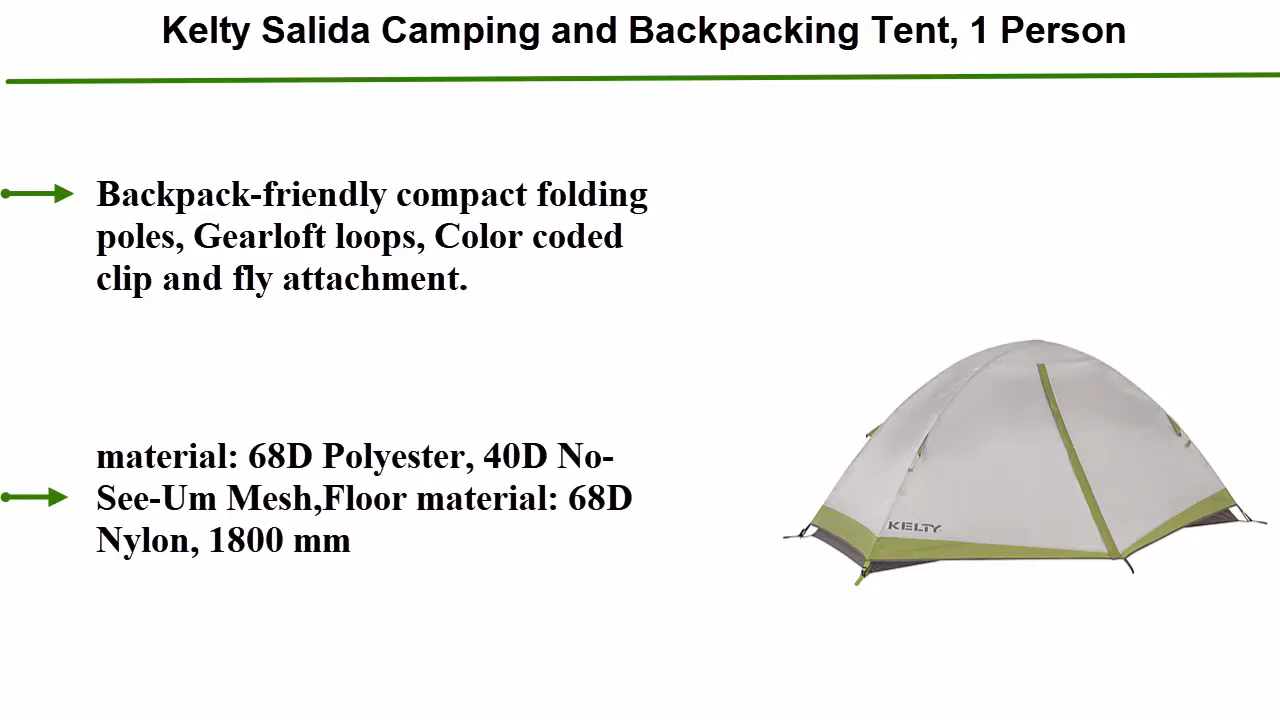 Kelty Salida Camping and Backpacking Tent, 1 Person
Backpack-friendly compact folding
poles, Gearloft loops, Color coded
clip and fly attachment.
material: 68D Polyester, 40D No-
See-Um Mesh,Floor material: 68D
Nylon, 1800 mm
KELTY